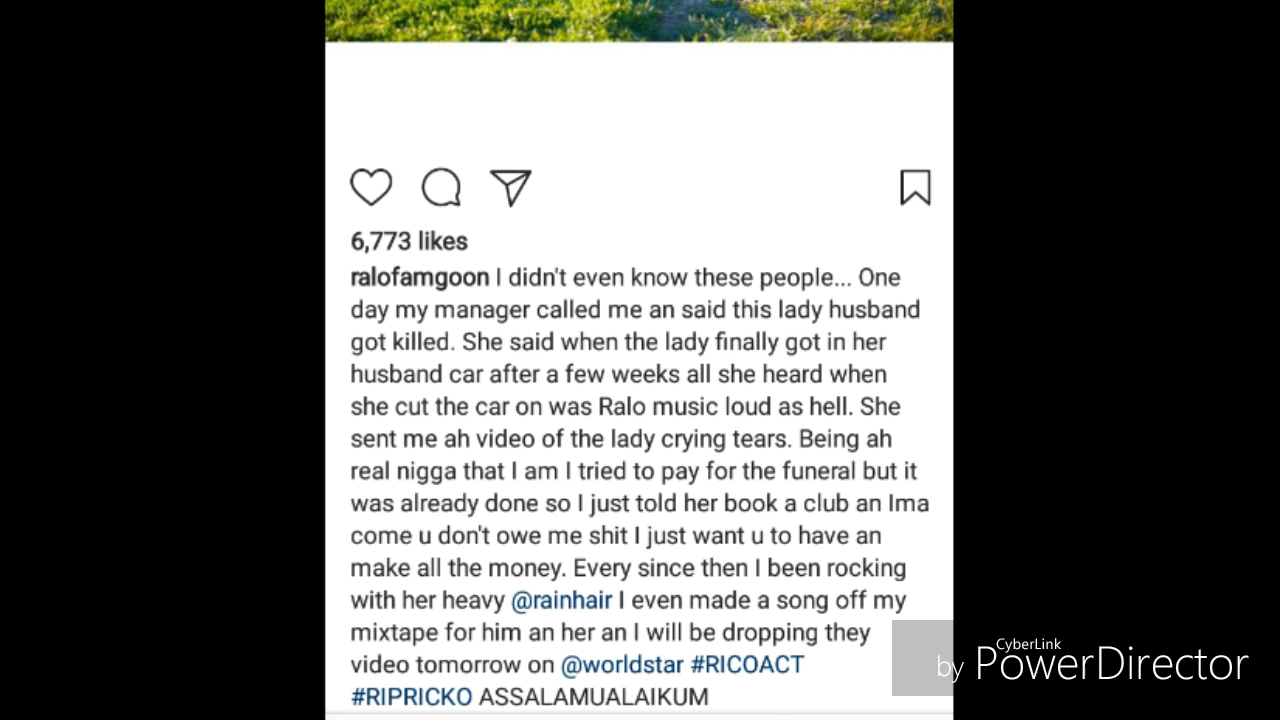 6,773 likes
ralofamgoon I didn't even know these people... One
day my manager called me an said this lady husband
got killed. She said when the lady finally got in her
husband car after a few weeks all she heard when
she cut the car on was Ralo music loud as hell. She
sent me ah video of the lady crying tears. Being ah
real nigga that I am I tried to pay for the funeral but it
was already done so I just told her book a club an Ima
come u don't owe me shit I just want u to have an
make all the money. Every since then I been rocking
with her heavy @rainhair I even made a song off my
mixtape for him an her an I will be dropping they
video tomorrow on @worldstar #RICOACT
#RIPRICKO ASSALAMUALAIKUM
CyberLink
by PowerDirector